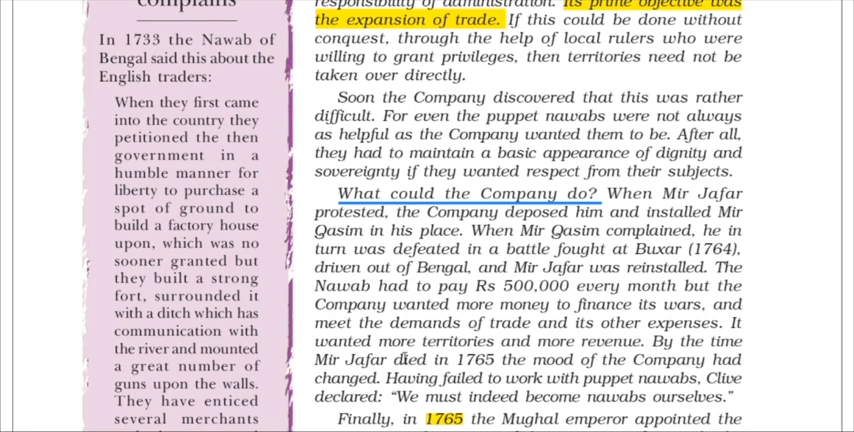 complains
In 1733 the Nawab of
Bengal said this about the
English traders:
When they first came
into the country they
petitioned the then
government in a
humble manner for
liberty to purchase a
spot of ground to
build a factory house
upon, which was no
sooner granted but
they built a strong
fort, surrounded it
with a ditch which has
communication with
the river and mounted
a great number of
guns upon the walls.
They have enticed
several merchants
responsibility of administration. Its prime objective was
the expansion of trade. If this could be done without
conquest, through the help of local rulers who were
willing to grant privileges, then territories need not be
taken over directly.
Soon the Company discovered that this was rather
difficult. For even the puppet nawabs were not always
as helpful as the Company wanted them to be. After all,
they had to maintain a basic appearance of dignity and
sovereignty if they wanted respect from their subjects.
What could the Company do? When Mir Jafar
protested, the Company deposed him and installed Mir
Qasim in his place. When Mir Qasim complained, he in
turn was defeated in a battle fought at Buxar (1764),
driven out of Bengal, and Mir Jafar was reinstalled. The
Nawab had to pay Rs 500,000 every month but the
Company wanted more money to finance its wars, and
meet the demands of trade and its other expenses. It
wanted more territories and more revenue. By the time
Mir Jafar died in 1765 the mood of the Company had
changed. Having failed to work with puppet nawabs, Clive
declared: “We must indeed become nawabs ourselves.”
Finally, in 1765 the Mughal emperor appointed the